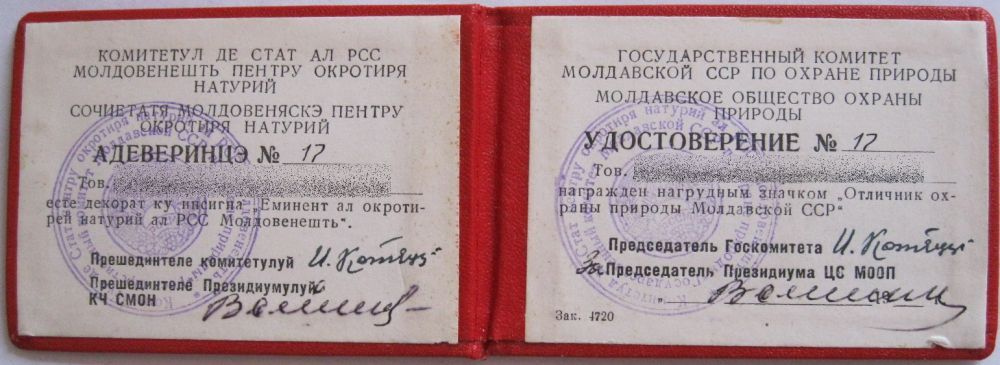 КОМИТЕТУЛ ДЕ СТАТ АЛ РСС
МОЛДОВЕНЕШТЬ ПЕНТРУ ОКРОТИРЯ
НАТУРИЙ
СОЧИЕТАТЯ МОЛДОВЕНЯСКЭ ПЕНТРУ
ОКРОТИРЯ НАТУРИЙ
АДЕВЕРИНЦЭ № 17
Тов.
есте декорат ку инсигна „Еминент ал окроти-
рей натурий ал РСС Молдовенешть".
Прешединтеле комитетулуй
Прешединтеле Президиумулуй
КЧ СМОН
ГОСУДАРСТВЕННЫЙ КОМИТЕТ
МОЛДАВСКОЙ ССР ПО ОХРАНЕ ПРИРОДЫ
МОЛДАВСКОЕ ОБЩЕСТВО ОХРАНЫ
ПРИРОДЫ
УДОСТОВЕРЕНИЕ № 17
Тов.
награжден нагрудным значком „Отличник ох-
раны природы Молдавской ССР"
Председатель Госкомитета
За Председатель Президиума ЦС МООП
Зак. 4720